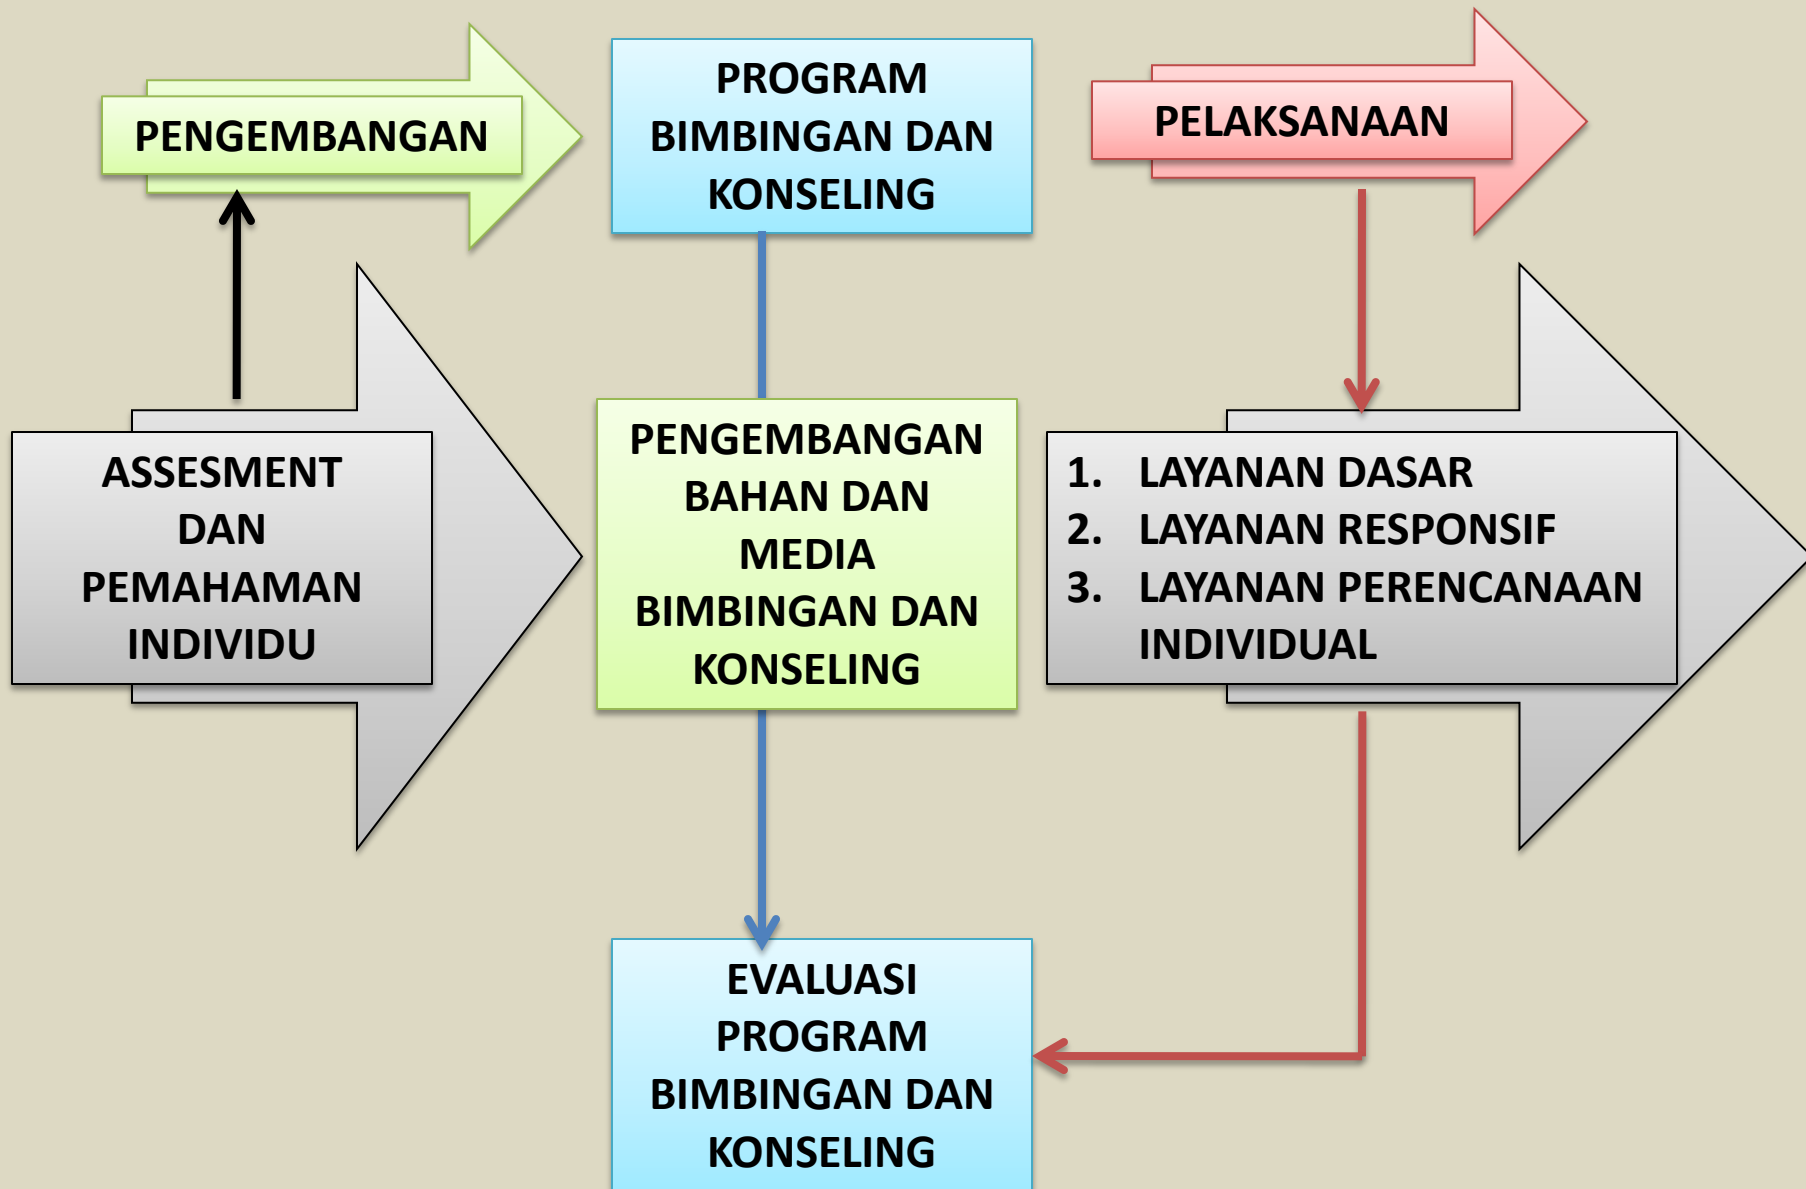 PENGEMBANGAN
PROGRAM
BIMBINGAN DAN
KONSELING
PELAKSANAAN
ASSESMENT
DAN
PEMAHAMAN
INDIVIDU
PENGEMBANGAN
BAHAN DAN
MEDIA
BIMBINGAN DAN
KONSELING
1. LAYANAN DASAR
2. LAYANAN RESPONSIF
3. LAYANAN PERENCANAAN
INDIVIDUAL
EVALUASI
PROGRAM
BIMBINGAN DAN
KONSELING